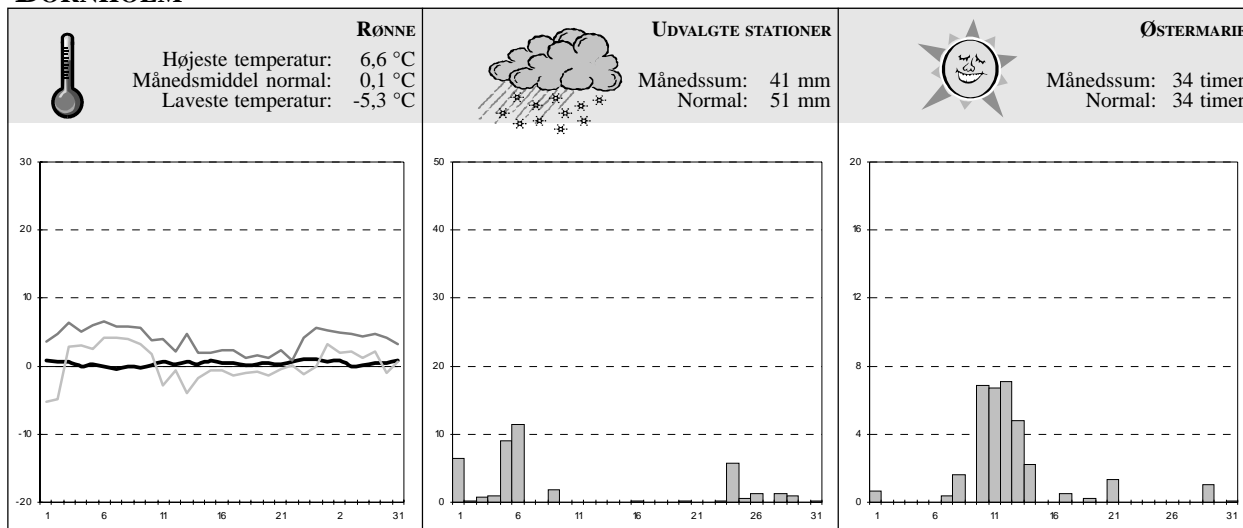 BORNHOLM
RØNNE
Højeste temperatur: 6,6 °C
Månedsmiddel normal: 0,1 °C
Laveste temperatur: -5,3 °C
30
20
10
0
-10
-20
1 6 11 16 21 2 31
UDVALGTE STATIONER
Månedssum: 41 mm
Normal: 51 mm
50
40
30
20
10
0
1 6 11 16 21 26 31
ØSTERMARIE
Månedssum: 34 timer
Normal: 34 timer
20
16
12
8
4
0
1 6 11 16 21 26 31